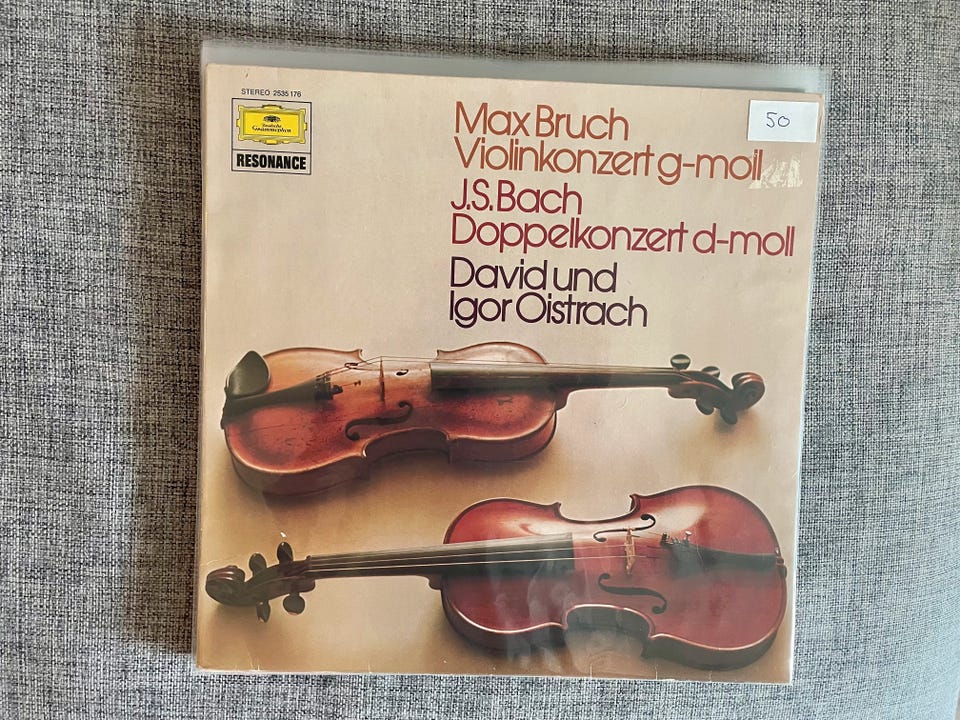 STEREO 2535 176
Deutsche
Grammophon
RESONANCE
Max Bruch
Violinkonzert g-moll
J.S. Bach
Doppelkonzert d-moll
David und
Igor Oistrach
50